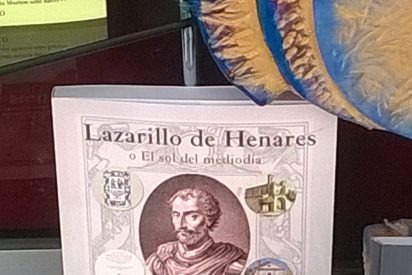 Lazarillo de Henares
o El sol del mediodía